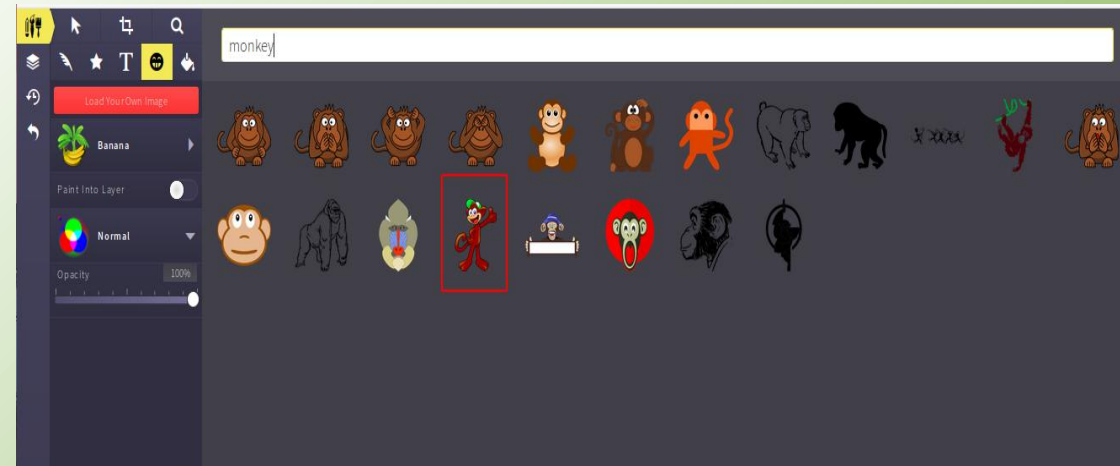 monkey
Load Your Own Image
Banana
Paint Into Layer
Normal
Opacity
100%